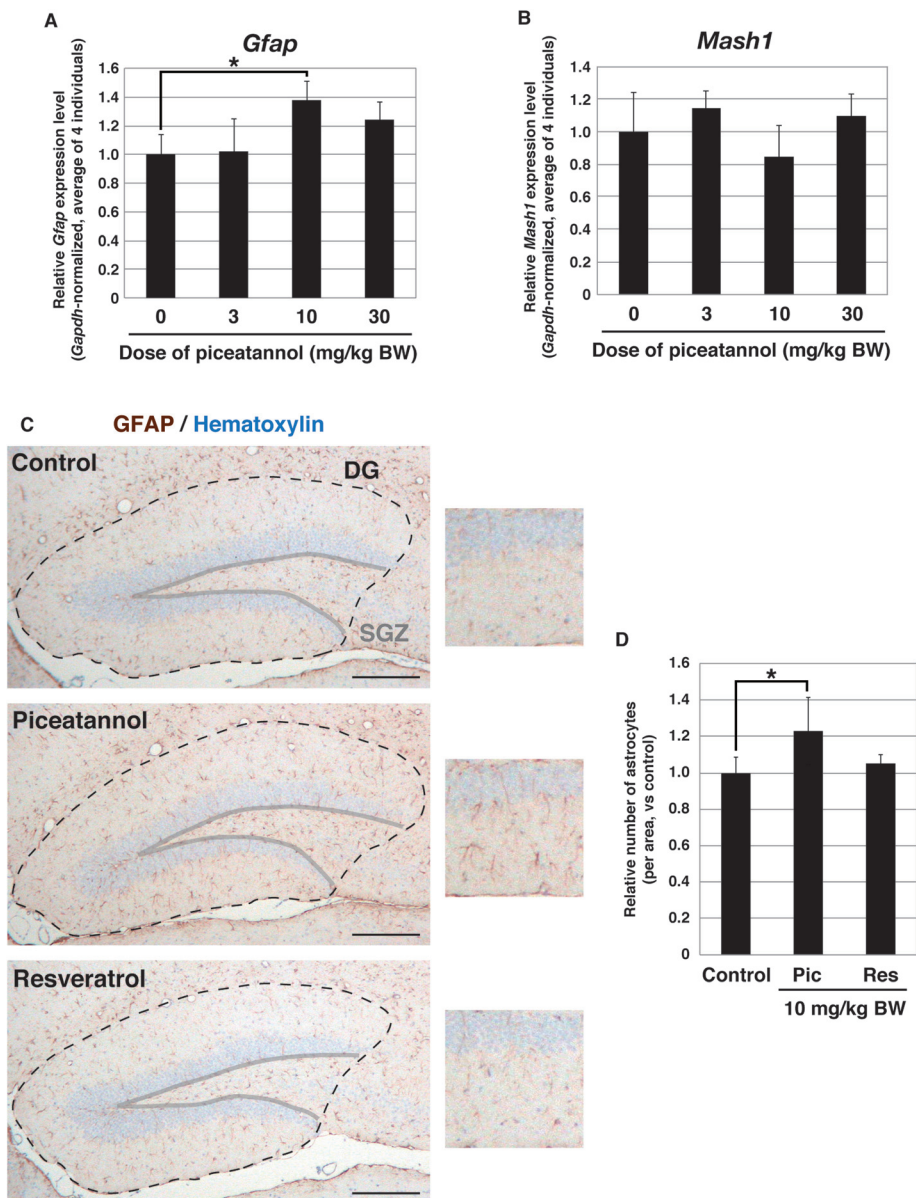 A
Gfap
*
Relative Gfap expression level
(Gapdh-normalized, average of 4 individuals)
1.6
1.4
1.2
1.0
0.8
0.6
0.4
0.2
0
0 3 10 30
Dose of piceatannol (mg/kg BW)
B
Mash1
Relative Mash1 expression level
(Gapdh-normalized, average of 4 individuals)
1.4
1.2
1.0
0.8
0.6
0.4
0.2
0
0 3 10 30
Dose of piceatannol (mg/kg BW)
C
GFAP / Hematoxylin
Control
DG
SGZ
Piceatannol
Resveratrol
D
*
Relative number of astrocytes
(per area, vs control)
1.6
1.4
1.2
1.0
0.8
0.6
0.4
0.2
0
Control Pic Res
10 mg/kg BW